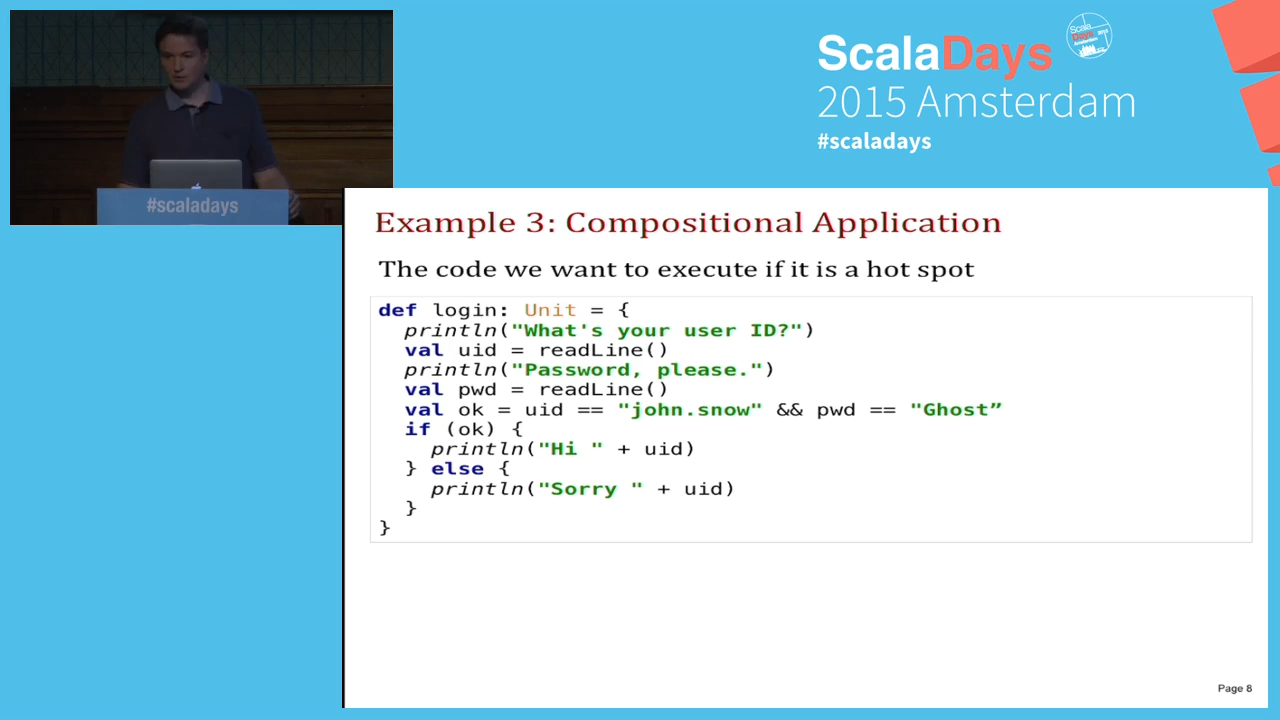 ScalaDays
2015 Amsterdam
#scaladays
#scaladays
Example 3: Compositional Application
The code we want to execute if it is a hot spot
def login: Unit = {
  println("What's your user ID?")
  val uid = readLine()
  println("Password, please.")
  val pwd = readLine()
  val ok = uid == "john.snow" && pwd == "Ghost”
  if (ok) {
    println("Hi " + uid)
  } else {
    println("Sorry " + uid)
  }
}
Page 8